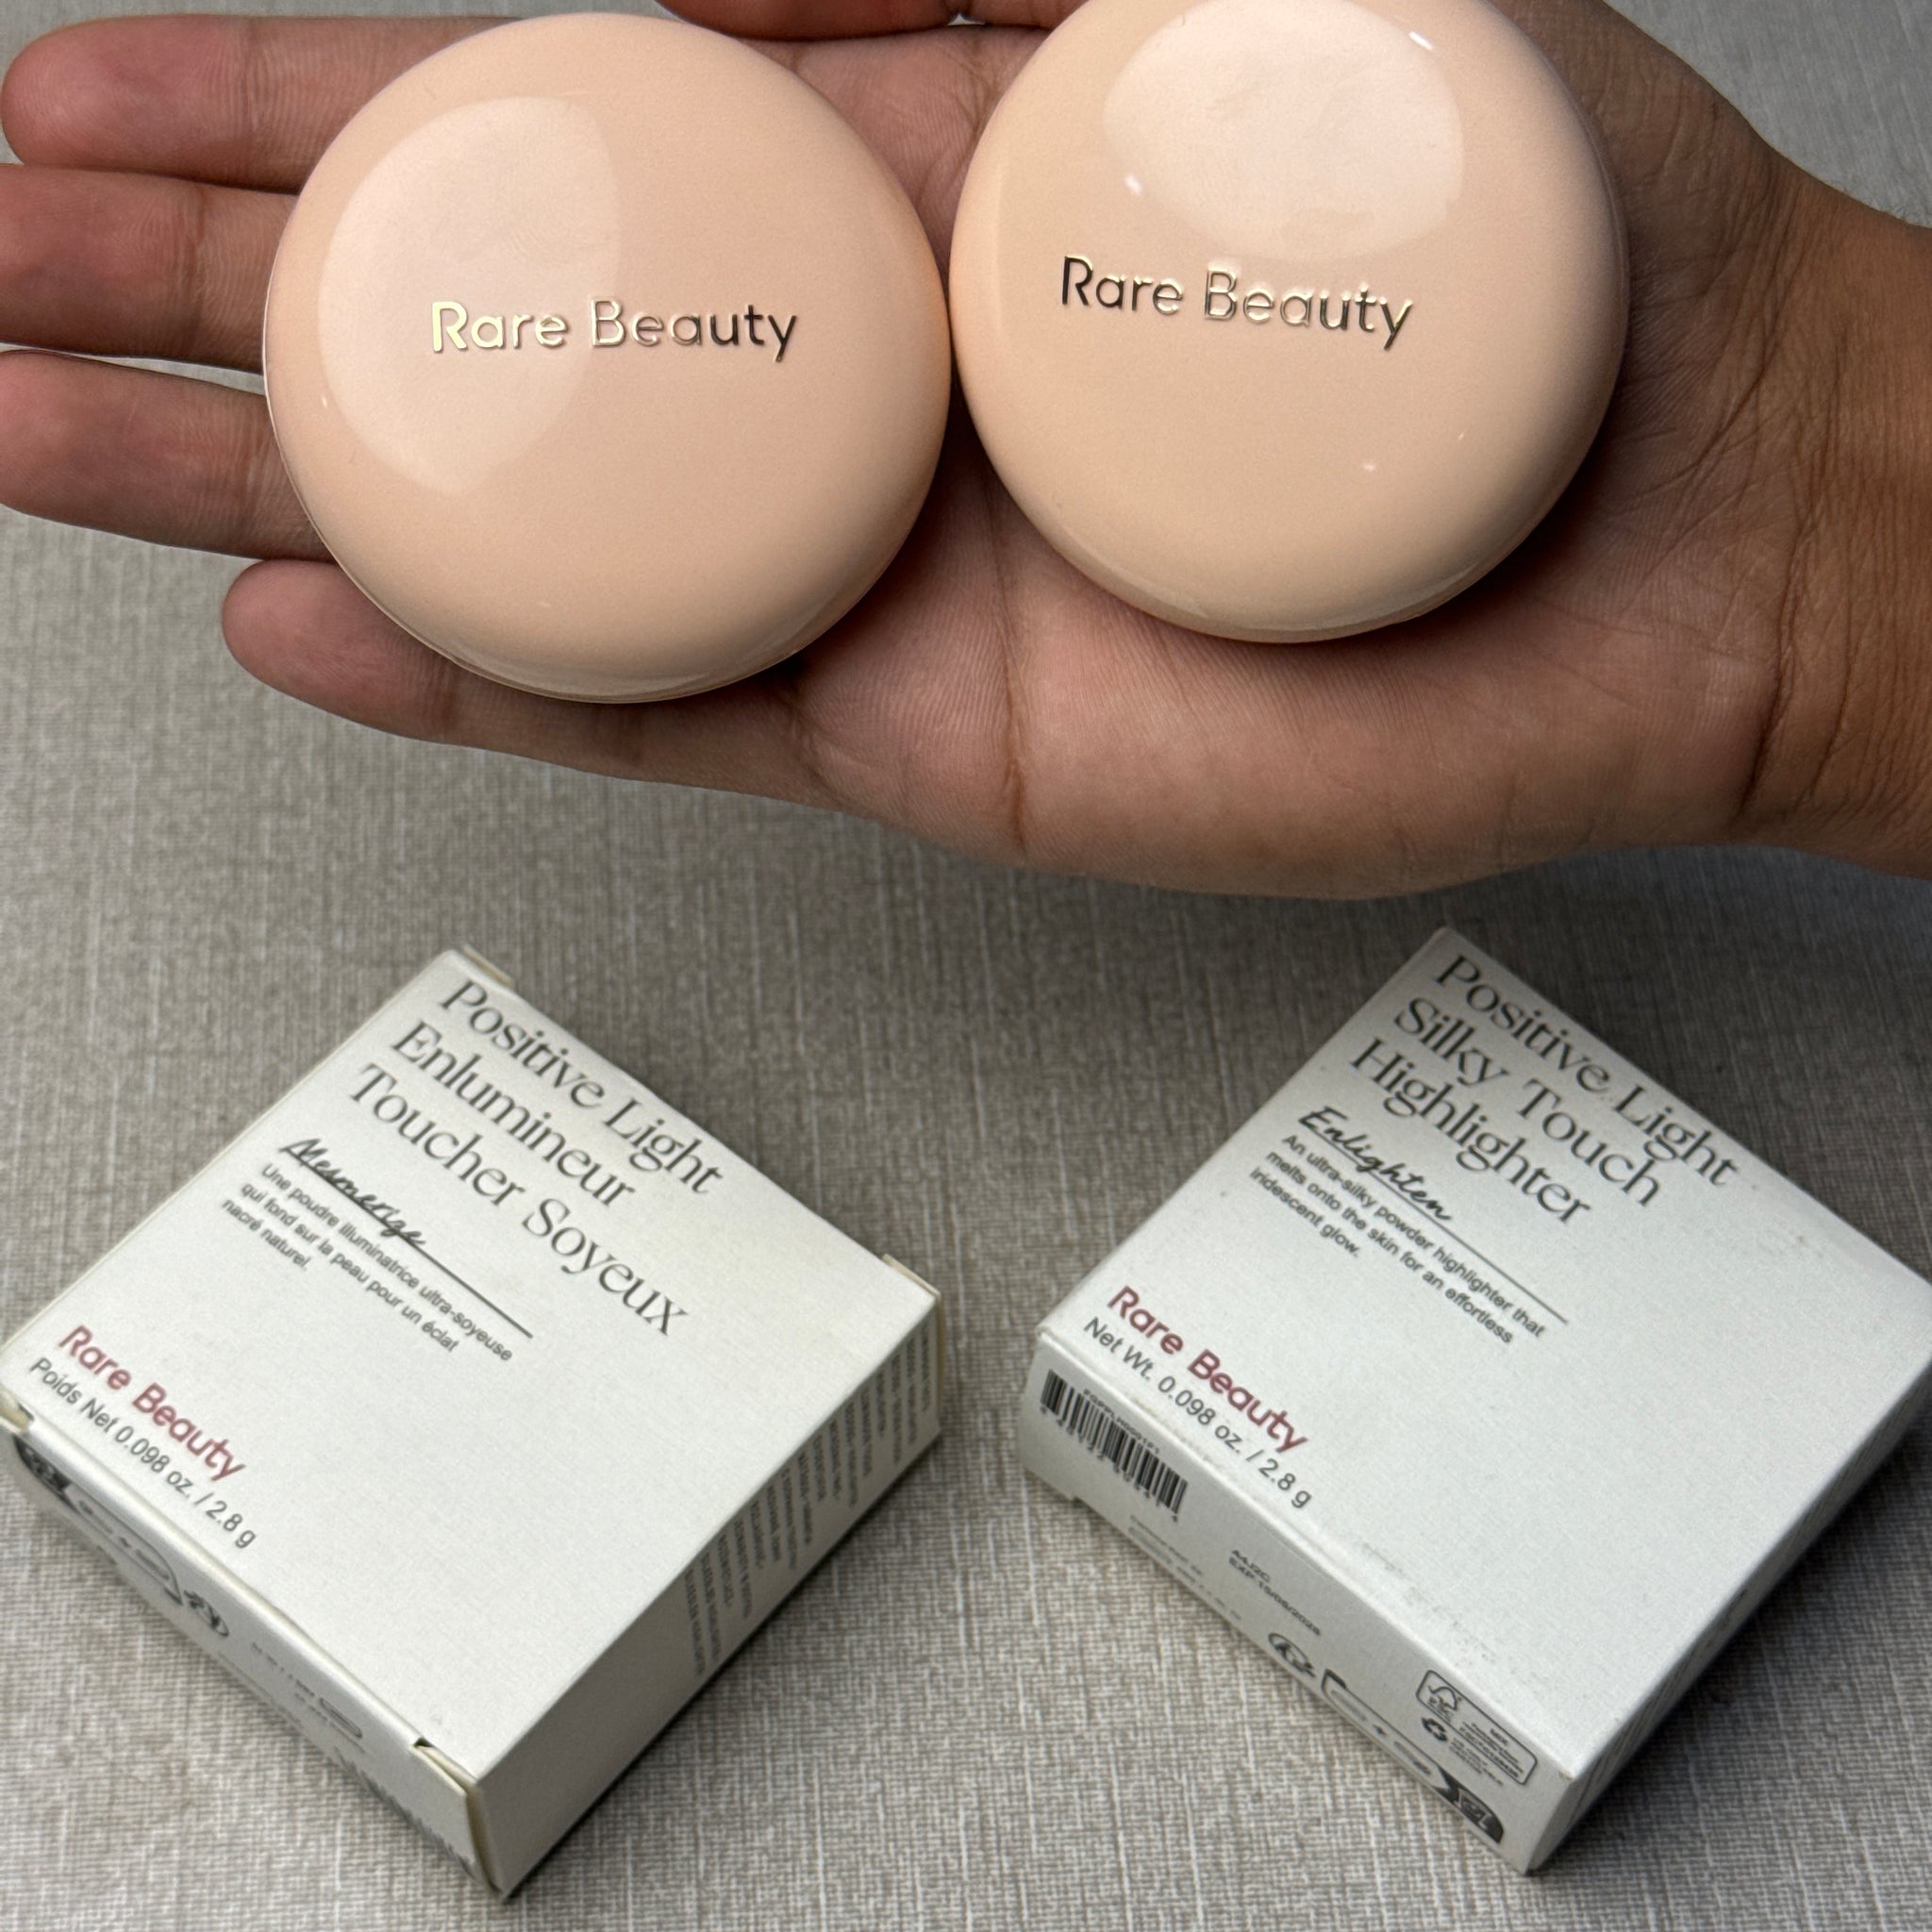 Rare Beauty
Rare Beauty
Positive Light
Enlumineur
Toucher Soyeux
Mesmerize
Une poudre illuminatrice ultra-soyeuse
qui fond sur la peau pour un éclat
nacré naturel.
Rare Beauty
Poids Net 0.098 oz. / 2.8 g
Positive Light
Silky Touch
Highlighter
Enlighten
An ultra-silky powder highlighter that
melts onto the skin for an effortless
iridescent glow.
Rare Beauty
Net Wt. 0.098 oz. / 2.8 g